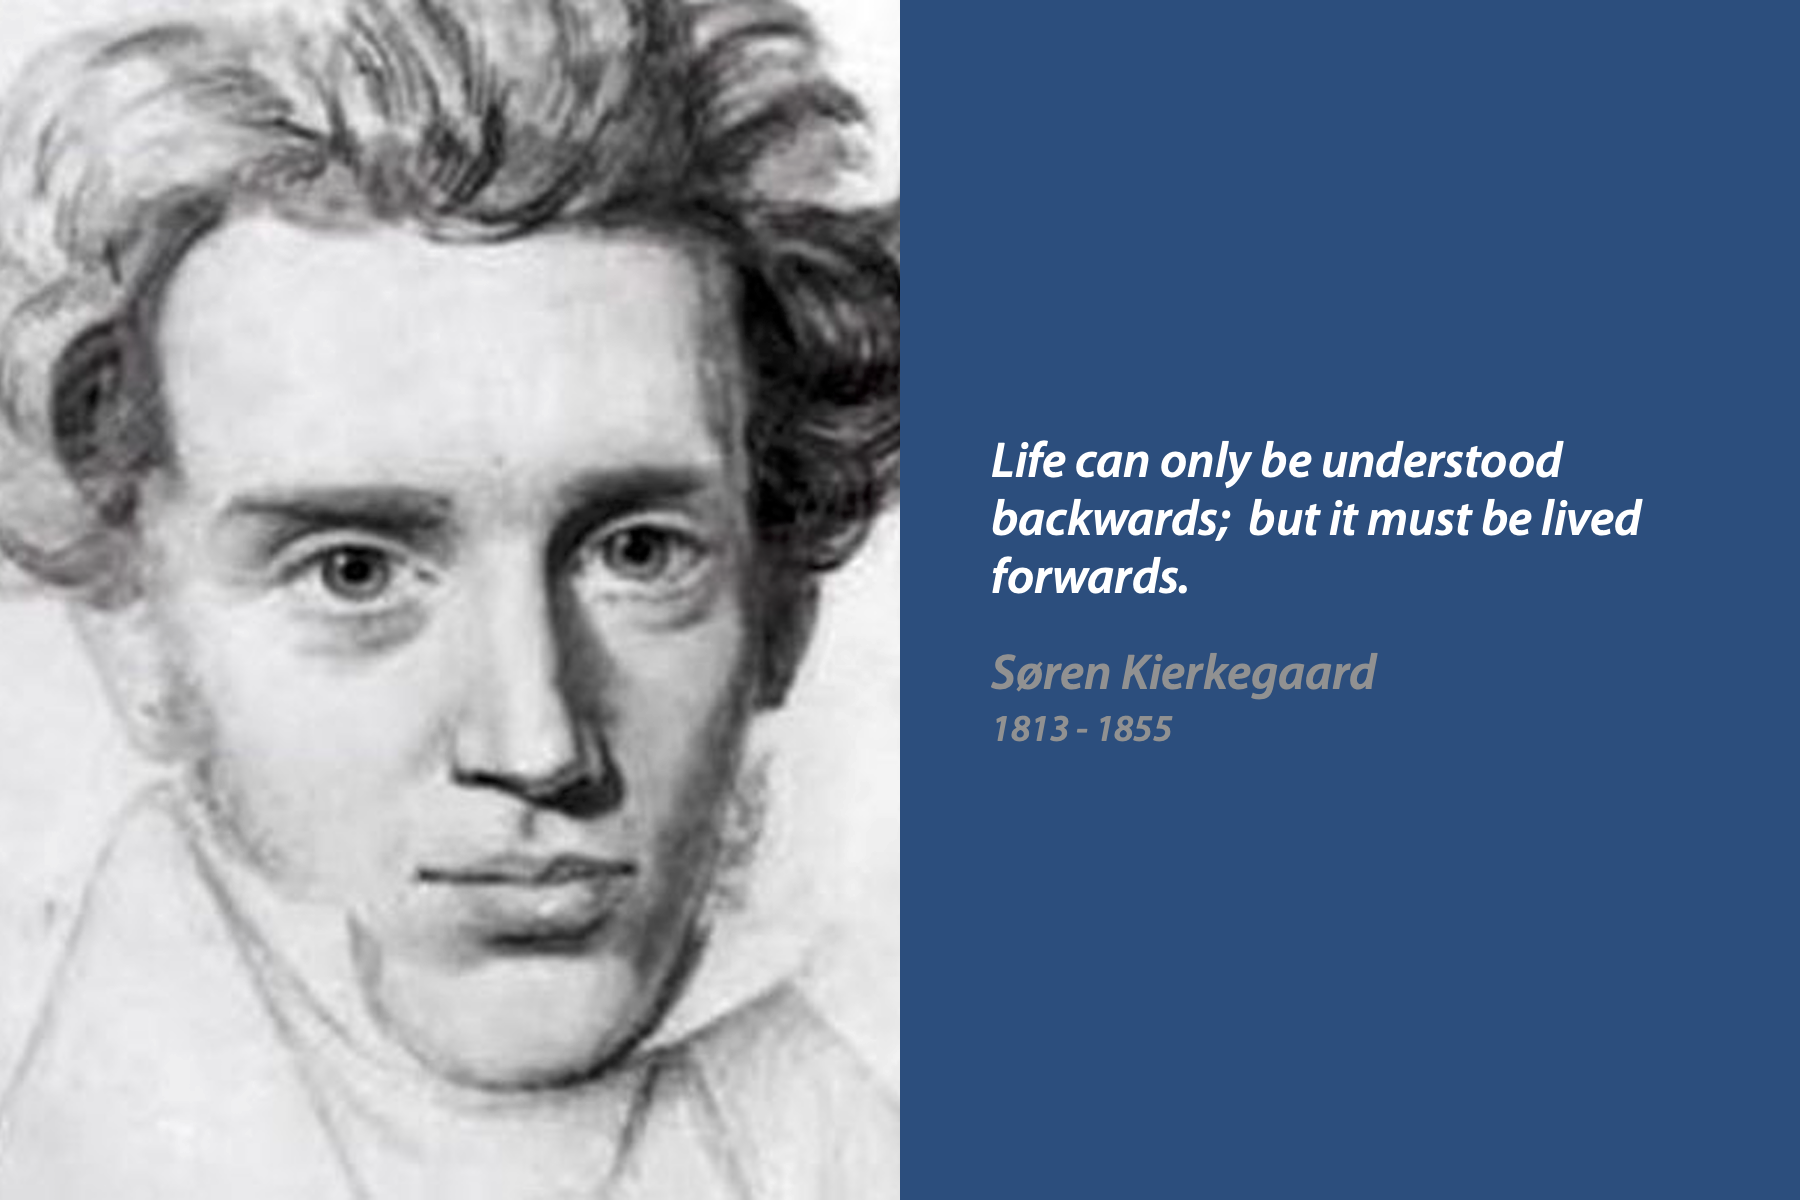 Life can only be understood
backwards;  but it must be lived
forwards.
Søren Kierkegaard
1813 - 1855